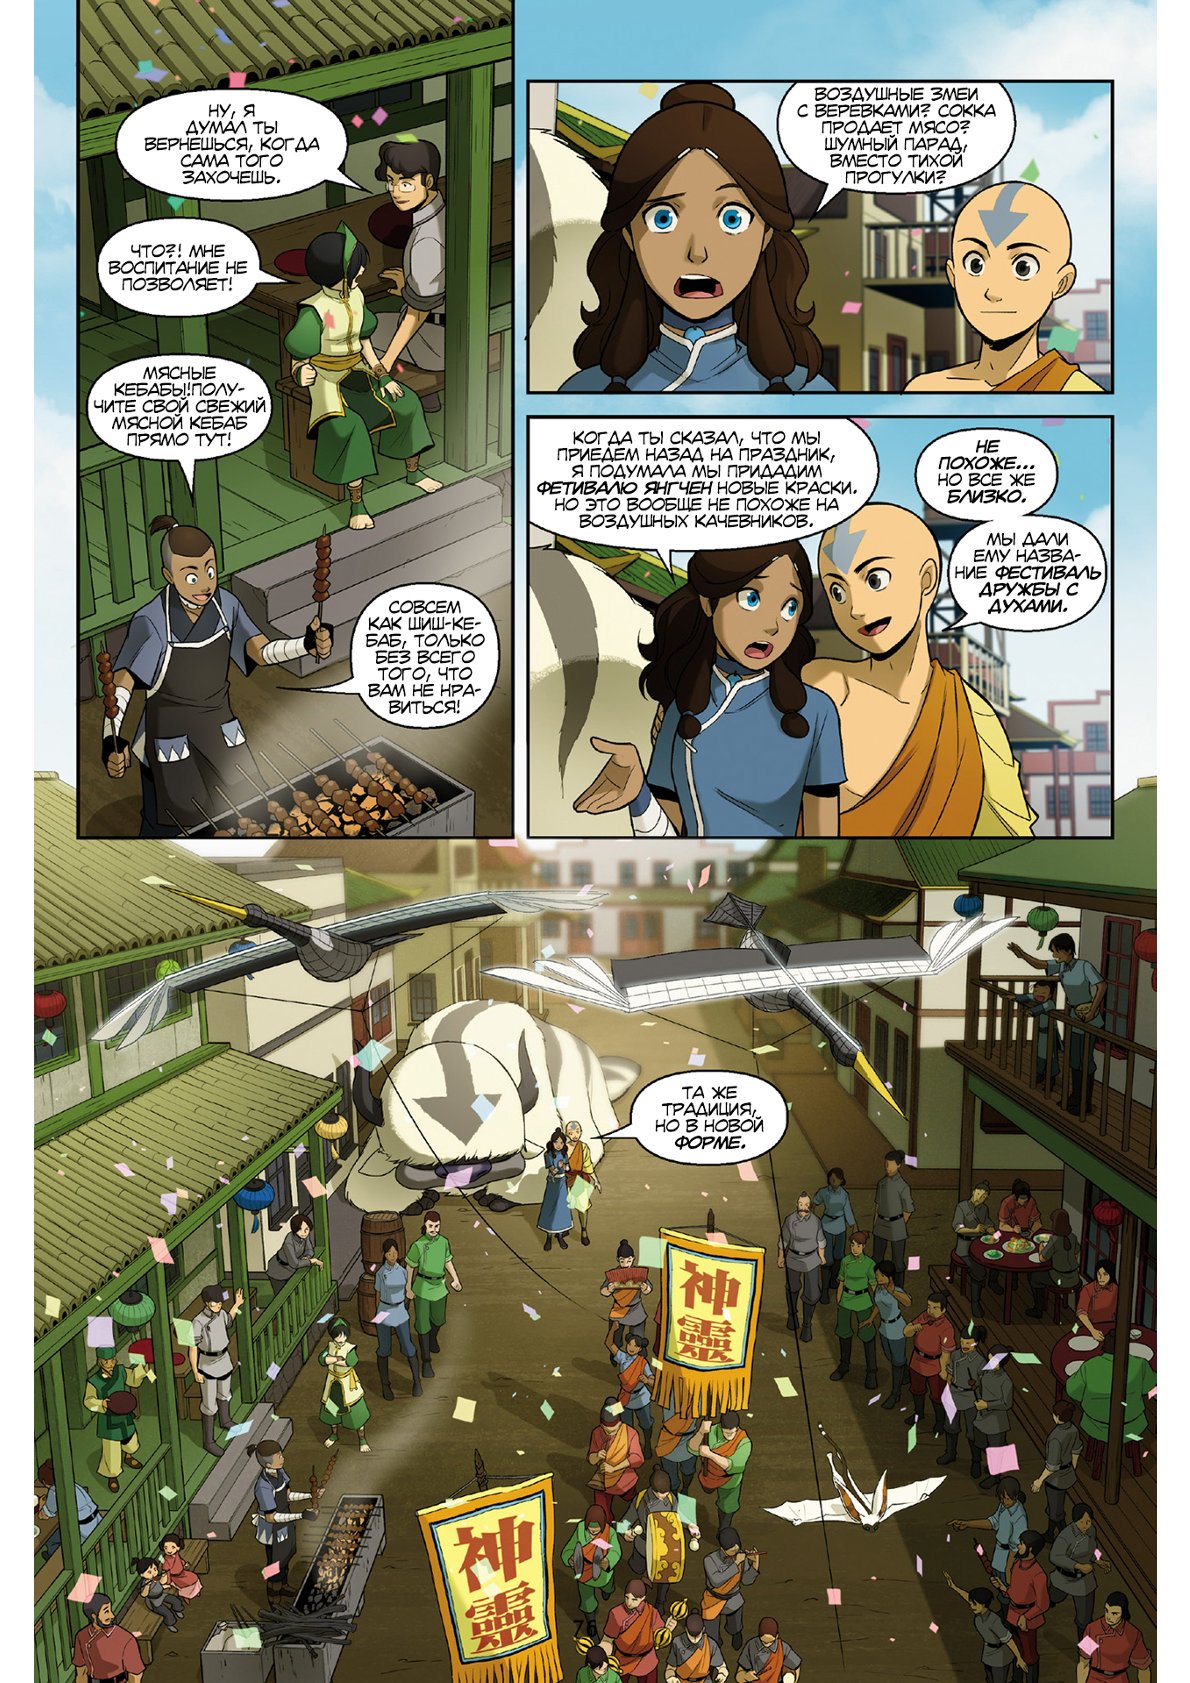 НУ, Я
ДУМАЛ ТЫ
ВЕРНЕШЬСЯ, КОГДА
САМА ТОГО
ЗАХОЧЕШЬ.
ЧТО?! МНЕ
ВОСПИТАНИЕ НЕ
ПОЗВОЛЯЕТ!
МЯСНЫЕ
КЕБАБЫ!ПОЛУ-
ЧИТЕ СВОЙ СВЕЖИЙ
МЯСНОЙ КЕБАБ
ПРЯМО ТУТ!
СОВСЕМ
КАК ШИШ-КЕ-
БАБ, ТОЛЬКО
БЕЗ ВСЕГО
ТОГО, ЧТО
ВАМ НЕ НРА-
ВИТЬСЯ!
ВОЗДУШНЫЕ ЗМЕИ
С ВЕРЕВКАМИ? СОККА
ПРОДАЕТ МЯСО?
ШУМНЫЙ ПАРАД,
ВМЕСТО ТИХОЙ
ПРОГУЛКИ?
КОГДА ТЫ СКАЗАЛ, ЧТО МЫ
ПРИЕДЕМ НАЗАД НА ПРАЗДНИК,
Я ПОДУМАЛА МЫ ПРИДАДИМ
ФЕТИВАЛЮ ЯНГЧЕН НОВЫЕ КРАСКИ.
НО ЭТО ВООБЩЕ НЕ ПОХОЖЕ НА
ВОЗДУШНЫХ КАЧЕВНИКОВ.
НЕ
ПОХОЖЕ...
НО ВСЕ ЖЕ
БЛИЗКО.
МЫ ДАЛИ
ЕМУ НАЗВА-
НИЕ ФЕСТИВАЛЬ
ДРУЖБЫ С
ДУХАМИ.
ТА ЖЕ
ТРАДИЦИЯ,
НО В НОВОЙ
ФОРМЕ.
神
靈
神
靈
76